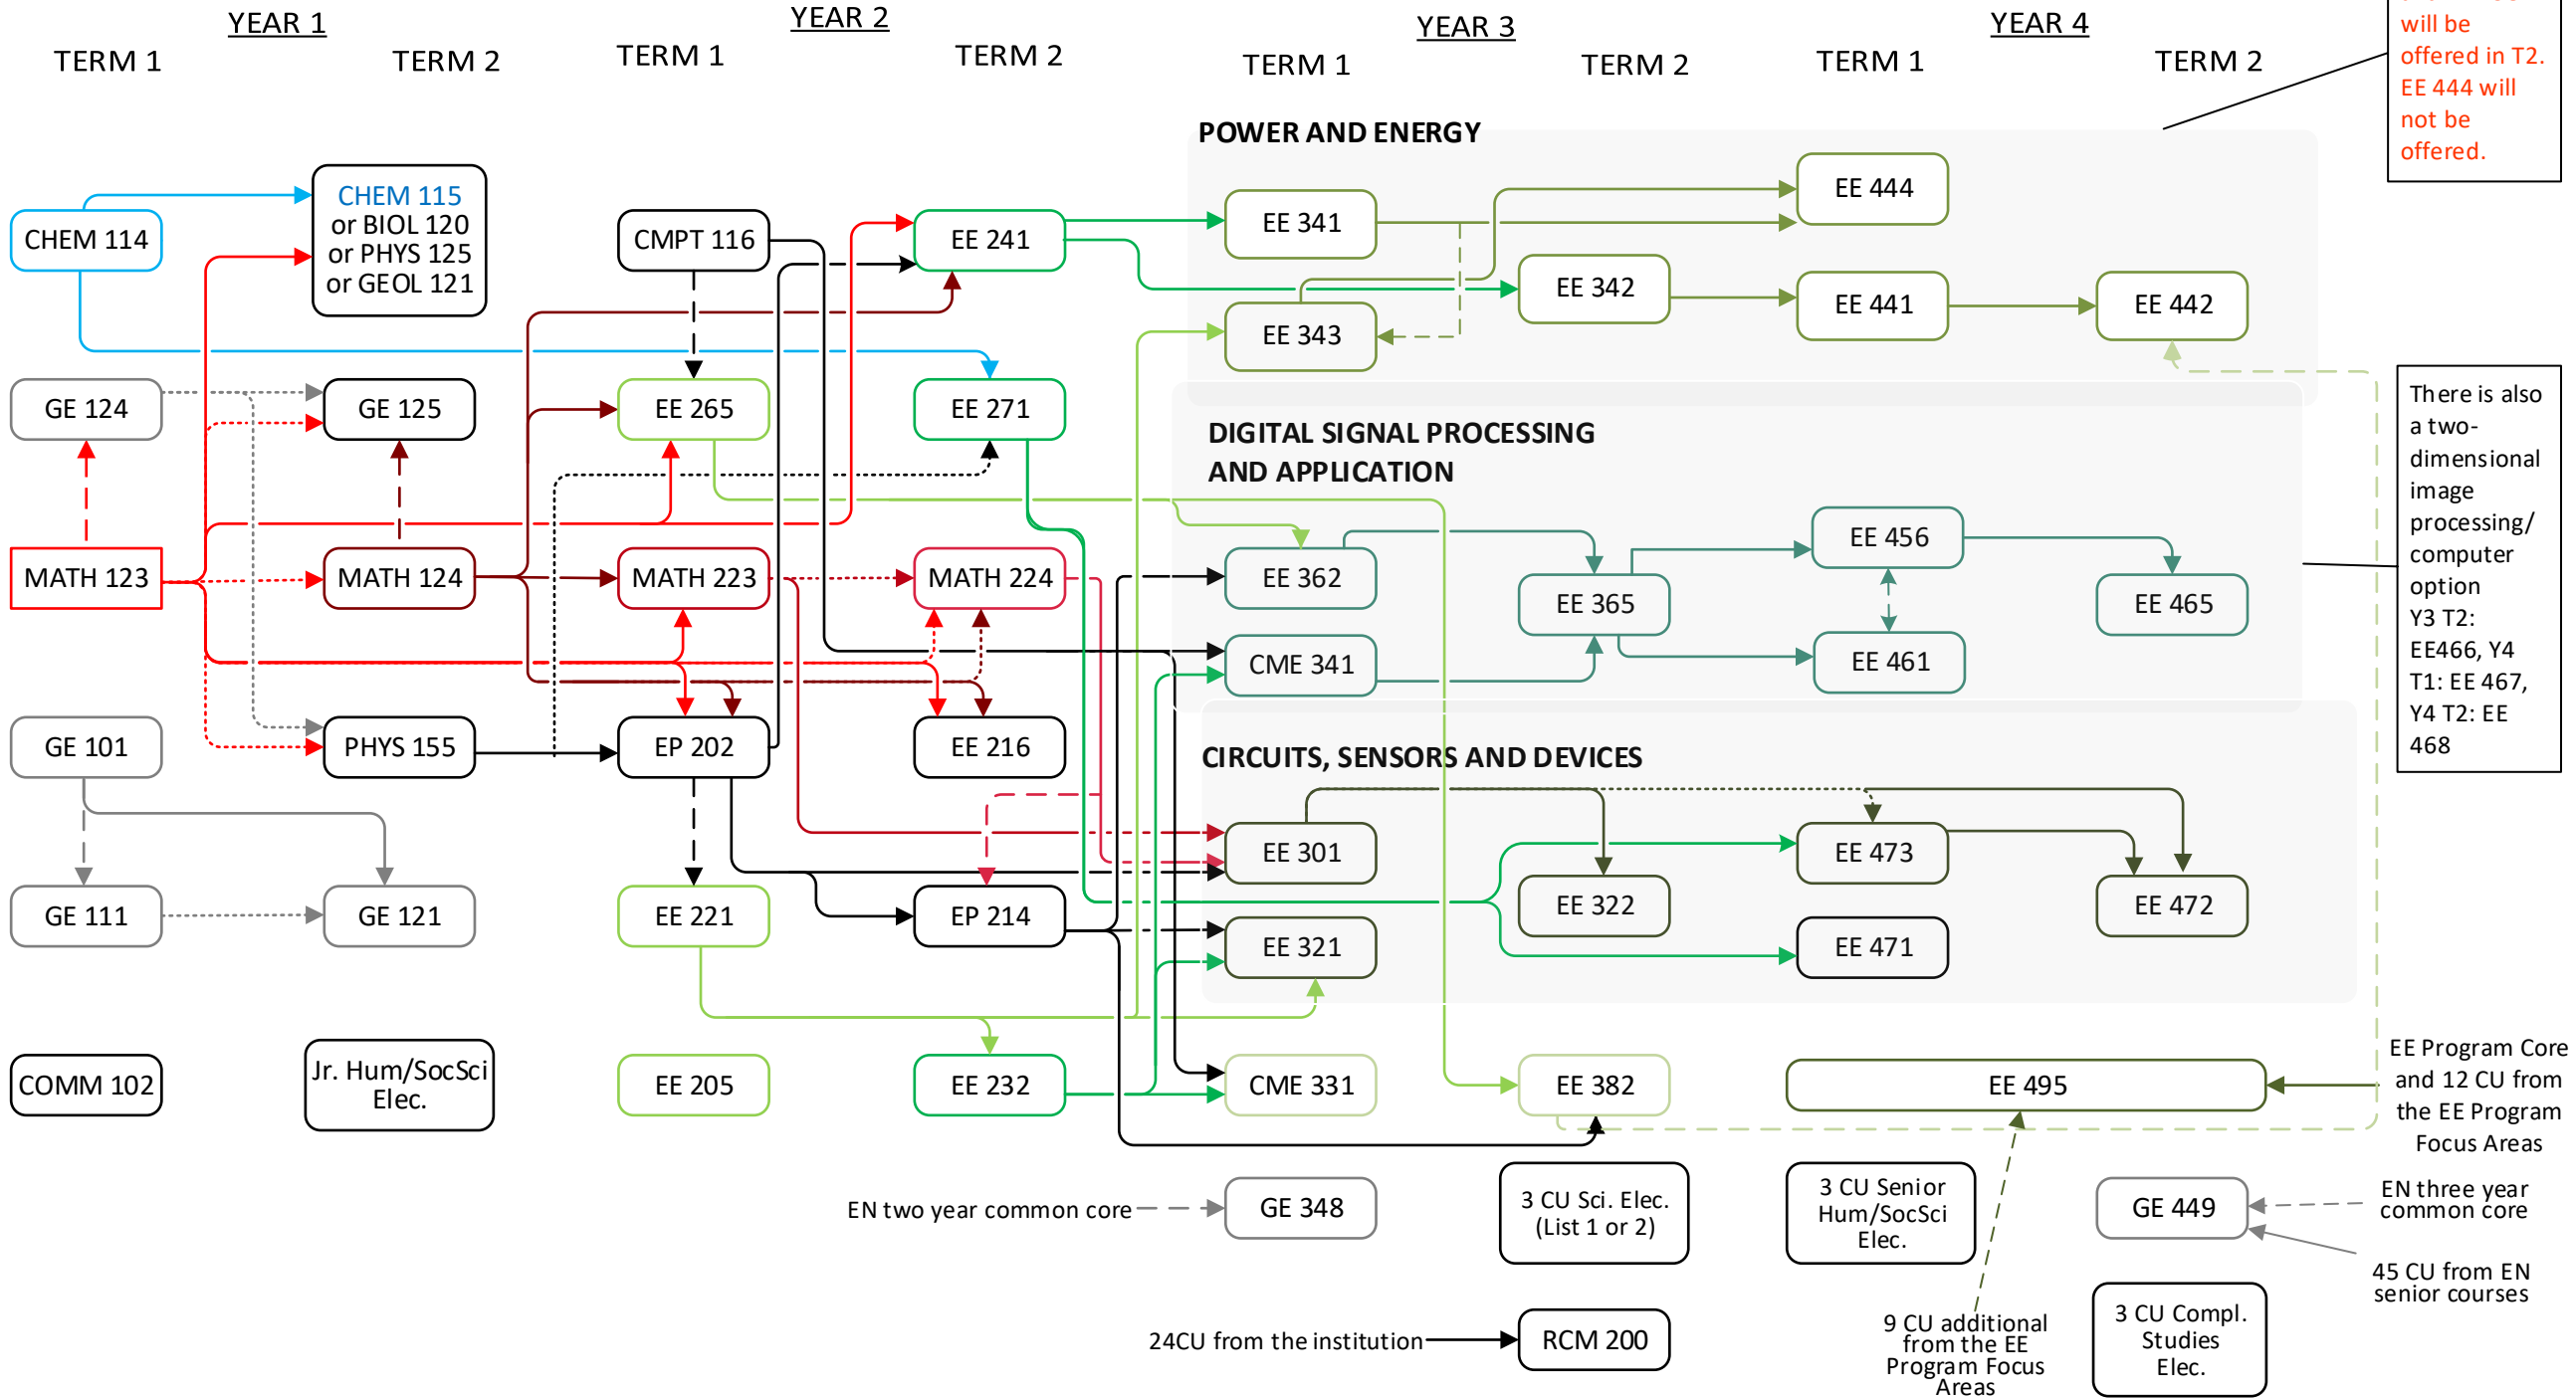 YEAR 1
YEAR 2
YEAR 3
YEAR 4
TERM 1
TERM 2
TERM 1
TERM 2
TERM 1
TERM 2
TERM 1
TERM 2
will be
offered in T2.
EE 444 will
not be
offered.
POWER AND ENERGY
CHEM 114
CHEM 115
or BIOL 120
or PHYS 125
or GEOL 121
CMPT 116
EE 241
EE 341
EE 444
EE 343
EE 342
EE 441
EE 442
GE 124
GE 125
EE 265
EE 271
DIGITAL SIGNAL PROCESSING
AND APPLICATION
There is also
a two-
dimensional
image
processing/
computer
option
Y3 T2:
EE466, Y4
T1: EE 467,
Y4 T2: EE
468
MATH 123
MATH 124
MATH 223
MATH 224
EE 362
EE 365
EE 456
EE 465
CME 341
EE 461
GE 101
PHYS 155
EP 202
EE 216
CIRCUITS, SENSORS AND DEVICES
EE 301
EE 473
GE 111
GE 121
EE 221
EP 214
EE 322
EE 472
EE 321
EE 471
COMM 102
Jr. Hum/SocSci
Elec.
EE 205
EE 232
CME 331
EE 382
EE 495
EE Program Core
and 12 CU from
the EE Program
Focus Areas
EN two year common core
GE 348
3 CU Sci. Elec.
(List 1 or 2)
3 CU Senior
Hum/SocSci
Elec.
GE 449
EN three year
common core
45 CU from EN
senior courses
24CU from the institution
RCM 200
9 CU additional
from the EE
Program Focus
Areas
3 CU Compl.
Studies
Elec.